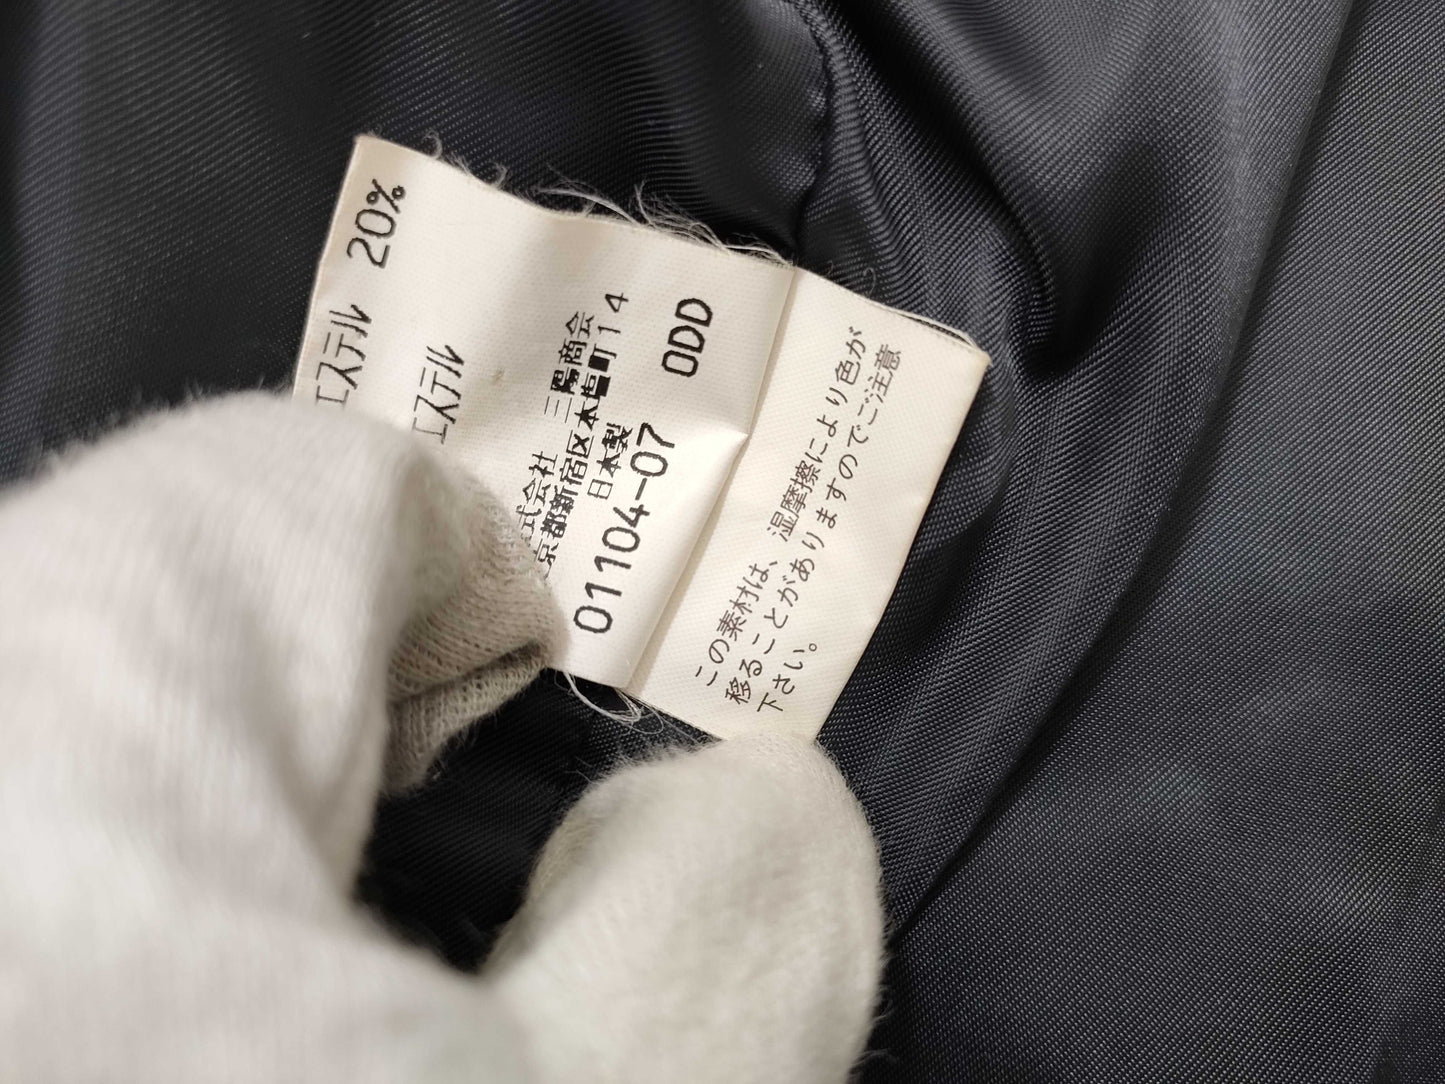 エステル 20%
エステル
式会社 三陽商会
京都新宿区本塩町14
日本製
01104-07 0DD
この素材は、湿摩擦により色が
移ることがありますのでご注意
下さい。